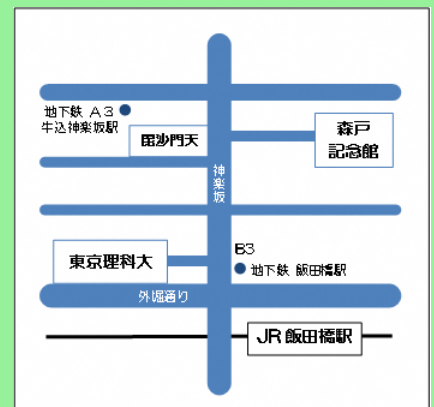 地下鉄 A3
牛込神楽坂駅
毘沙門天
森戸
記念館
神楽坂
東京理科大
B3
地下鉄 飯田橋駅
外堀通り
JR 飯田橋駅